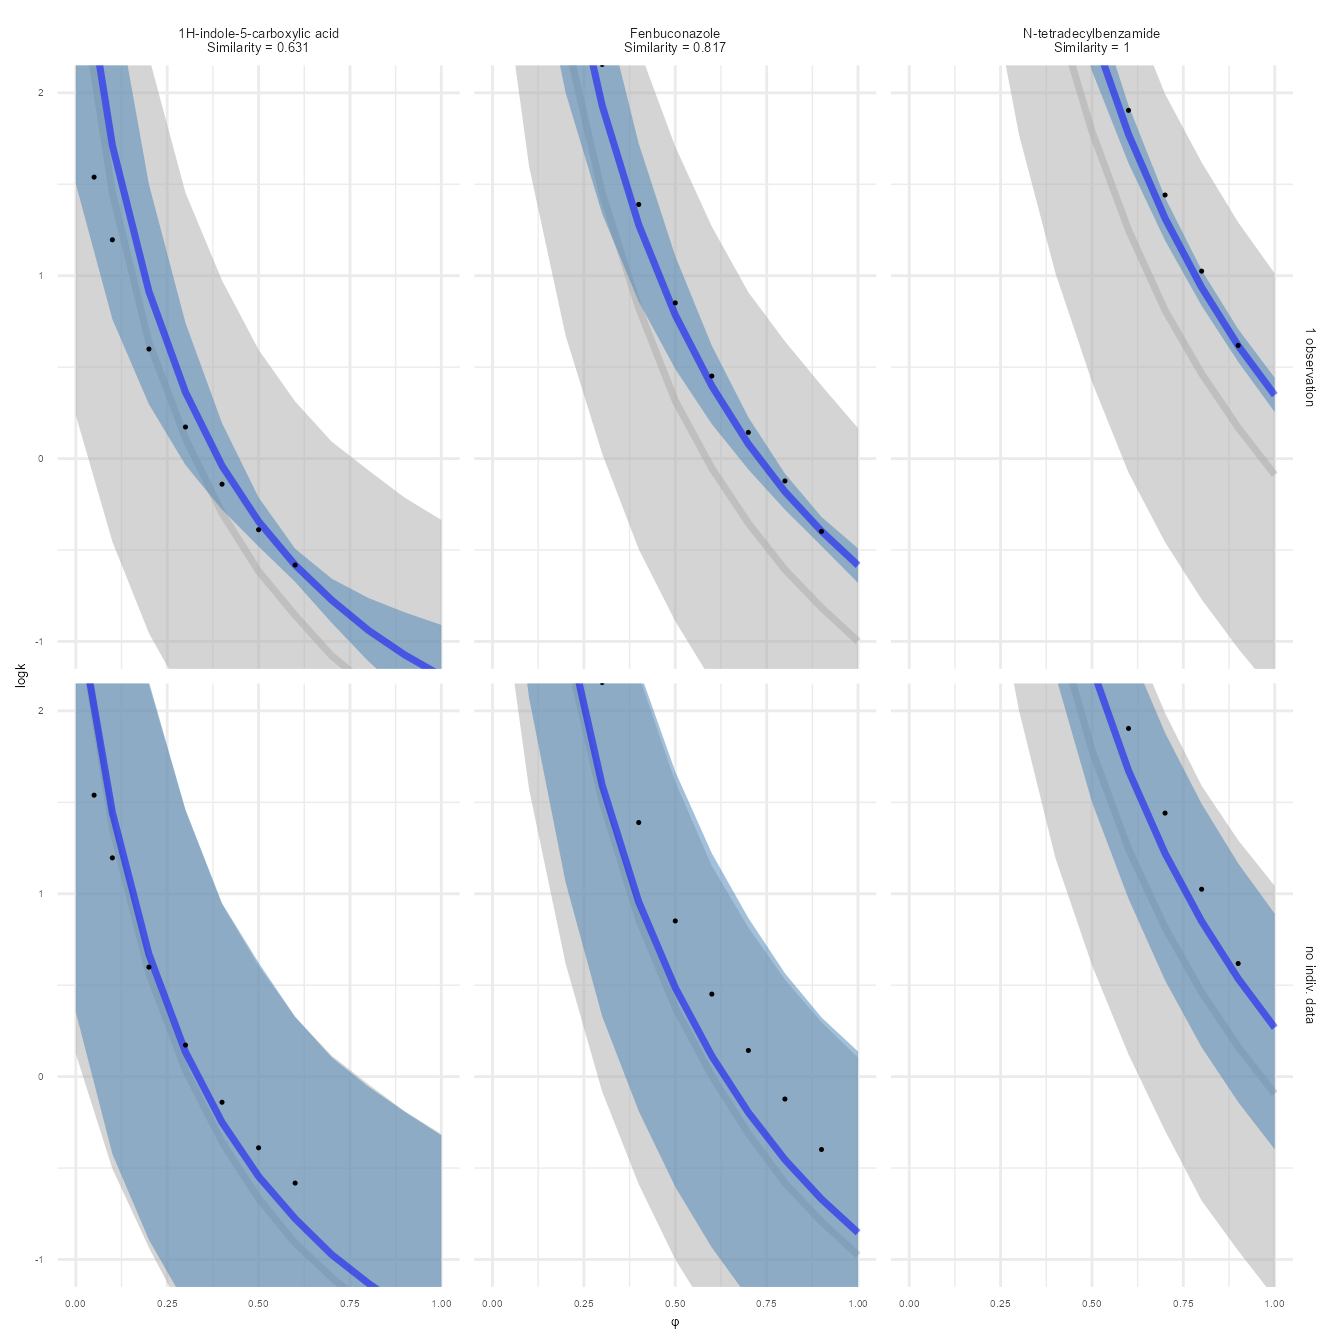 1H-indole-5-carboxylic acid
Similarity = 0.631
Fenbuconazole
Similarity = 0.817
N-tetradecylbenzamide
Similarity = 1
2
1
0
-1
1 observation
logk
2
1
0
-1
no indiv. data
0.00 0.25 0.50 0.75 1.00
0.00 0.25 0.50 0.75 1.00
0.00 0.25 0.50 0.75 1.00
φ